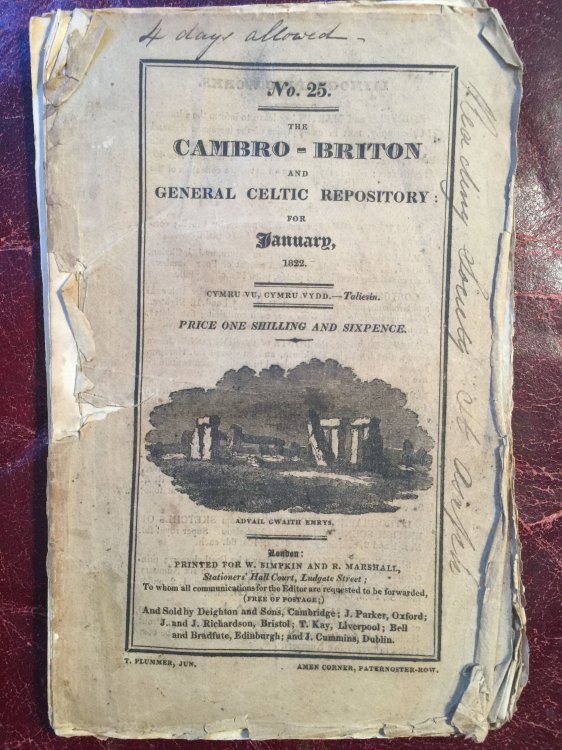 4 days allowed -
No. 25.
THE
CAMBRO - BRITON
AND
GENERAL CELTIC REPOSITORY:
FOR
January,
1822.
CYMRU VU, CYMRU VYDD.—Taliesin.
PRICE ONE SHILLING AND SIXPENCE.
ADVAIL GWAITH EMRYS.
London:
PRINTED FOR W. SIMPKIN AND R. MARSHALL,
Stationers' Hall Court, Ludgate Street;
To whom all communications for the Editor are requested to be forwarded,
(FREE OF POSTAGE;)
And Sold by Deighton and Sons, Cambridge; J. Parker, Oxford;
J. and J. Richardson, Bristol; T. Kay, Liverpool; Bell
and Bradfute, Edinburgh; and J. Cummins, Dublin.
T. PLUMMER, JUN.
AMEN CORNER, PATERNOSTER-ROW.
Reading Society St Asaph